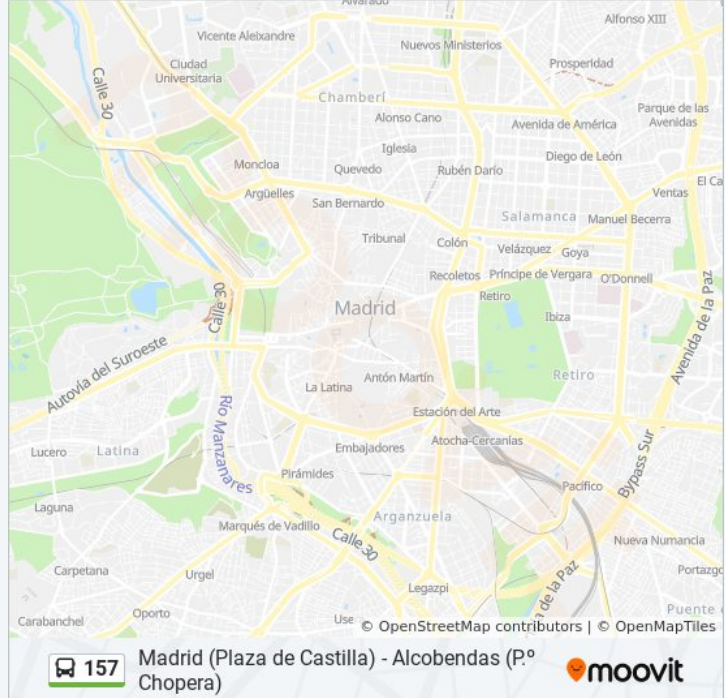 Alvarado
Alfonso XIII
Vicente Aleixandre
Nuevos Ministerios
Ciudad
Universitaria
Prosperidad
Calle 30
Chamberí
Parque de las
Avenidas
Alonso Cano
Avenida de América
Iglesia
Diego de León
Moncloa
Quevedo
Rubén Darío
El Ca
Argüelles
Ventas
San Bernardo
Salamanca
Manuel Becerra
Tribunal
Colón
Velázquez
Goya
Recoletos
Príncipe de Vergara
O'Donnell
Calle 30
Madrid
Retiro
Ibiza
Avenida de la Paz
Autovía del Suroeste
La Latina
Antón Martín
Retiro
Río Manzanares
Estación del Arte
Lucero
Latina
Embajadores
Atocha-Cercanías
Bypass Sur
Pirámides
Pacífico
Laguna
Marqués de Vadillo
Arganzuela
Calle 30
Nueva Numancia
Carpetana
Urgel
Legazpi
a de la Paz
Portazgo
Carabanchel
Oporto
Use
Puente
© OpenStreetMap contributors | © OpenMapTiles
157
Madrid (Plaza de Castilla) - Alcobendas (P.º
Chopera)
moovit